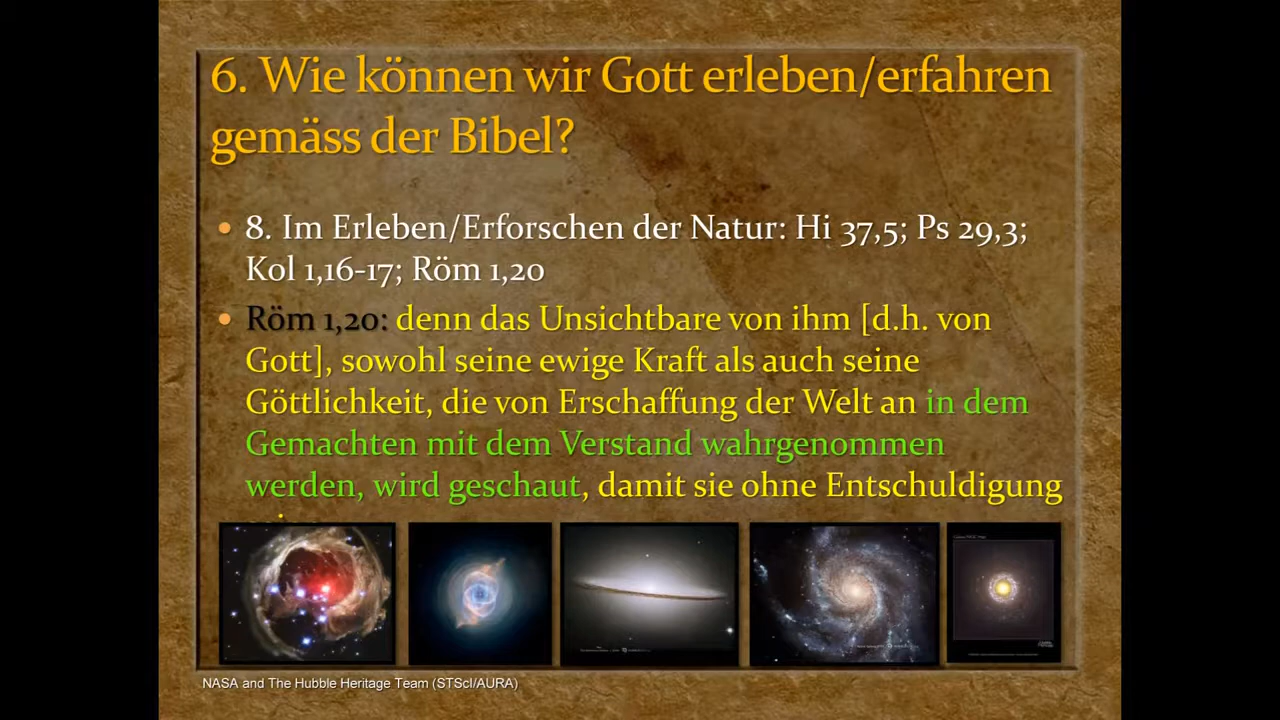 6. Wie können wir Gott erleben/erfahren
gemäss der Bibel?
• 8. Im Erleben/Erforschen der Natur: Hi 37,5; Ps 29,3;
Kol 1,16-17; Röm 1,20
• Röm 1,20: denn das Unsichtbare von ihm [d.h. von
Gott], sowohl seine ewige Kraft als auch seine
Göttlichkeit, die von Erschaffung der Welt an in dem
Gemachten mit dem Verstand wahrgenommen
werden, wird geschaut, damit sie ohne Entschuldigung
NASA and The Hubble Heritage Team (STScI/AURA)